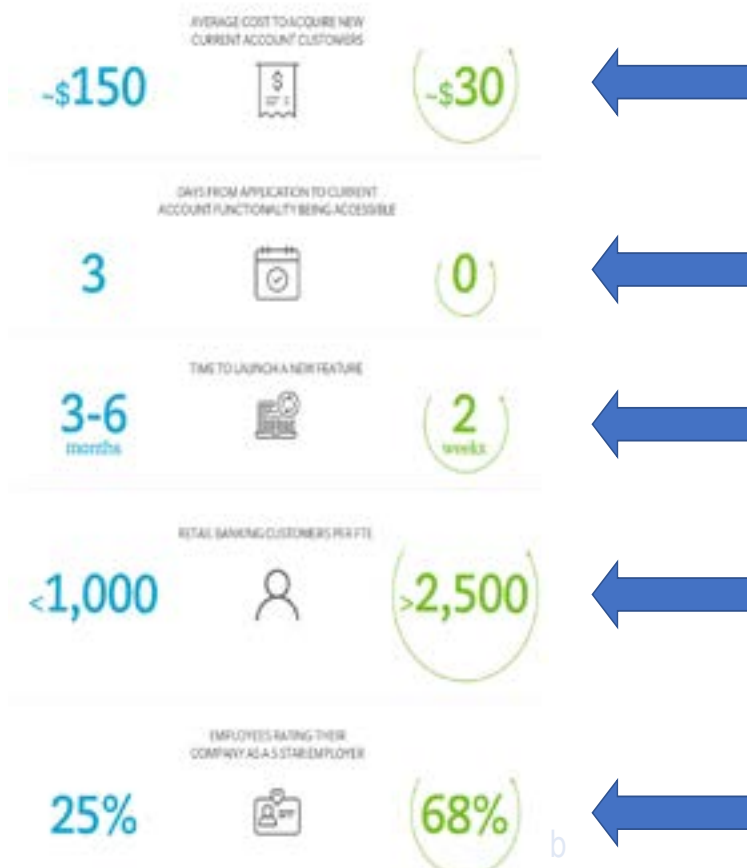 AVERAGE COST TO ACQUIRE NEW
CURRENT ACCOUNT CUSTOMERS
~$150
~$30
DAYS FROM APPLICATION TO CURRENT
ACCOUNT FUNCTIONALITY BEING ACCESSIBLE
3
0
TIME TO LAUNCH A NEW FEATURE
3-6
months
2
weeks
RETAIL BANKING CUSTOMERS PER FTE
<1,000
>2,500
EMPLOYEES RATING THEIR
COMPANY AS A 5 STAR EMPLOYER
25%
68%
b